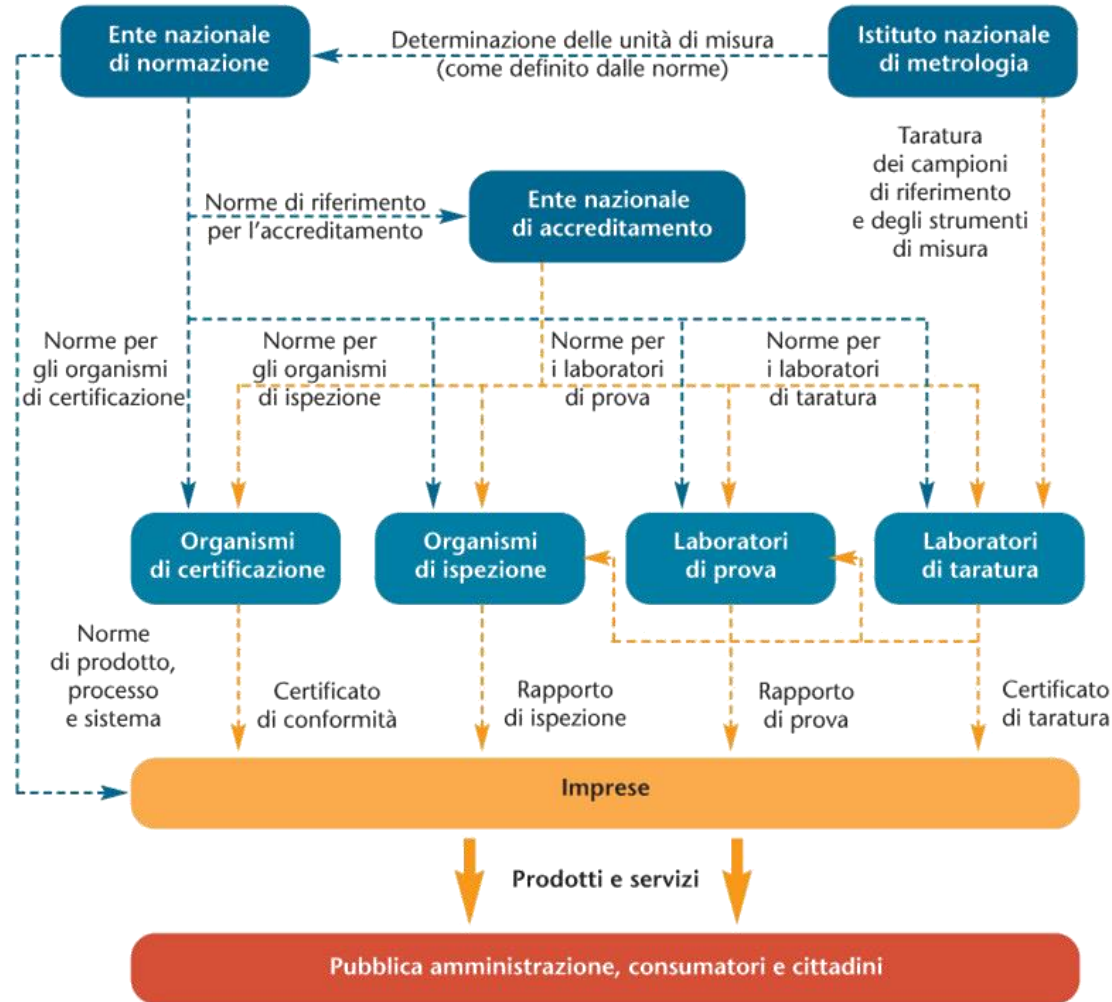 Ente nazionale
di normazione
Determinazione delle unità di misura
(come definito dalle norme)
Istituto nazionale
di metrologia
Taratura
dei campioni
di riferimento
e degli strumenti
di misura
Norme di riferimento
per l'accreditamento
Ente nazionale
di accreditamento
Norme per
gli organismi
di certificazione
Norme per
gli organismi
di ispezione
Norme per
i laboratori
di prova
Norme per
i laboratori
di taratura
Organismi
di certificazione
Organismi
di ispezione
Laboratori
di prova
Laboratori
di taratura
Norme
di prodotto,
processo
e sistema
Certificato
di conformità
Rapporto
di ispezione
Rapporto
di prova
Certificato
di taratura
Imprese
Prodotti e servizi
Pubblica amministrazione, consumatori e cittadini